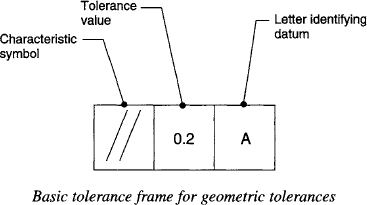 Tolerance
value
Letter identifying
datum
Characteristic
symbol
0.2
A
Basic tolerance frame for geometric tolerances